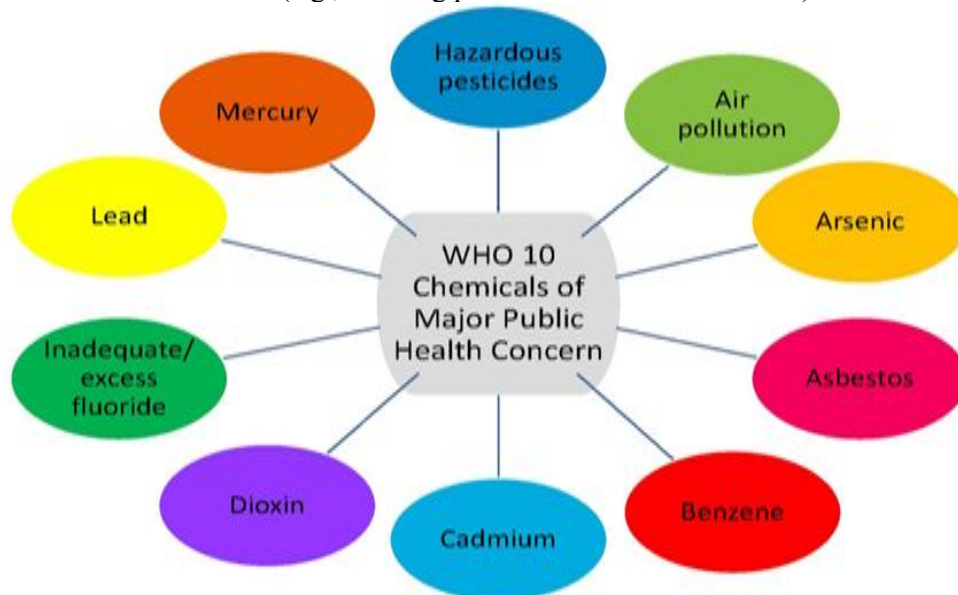 Hazardous
pesticides
Air
pollution
Arsenic
Asbestos
Benzene
Cadmium
Dioxin
Inadequate/
excess
fluoride
Lead
Mercury
WHO 10
Chemicals of
Major Public
Health Concern